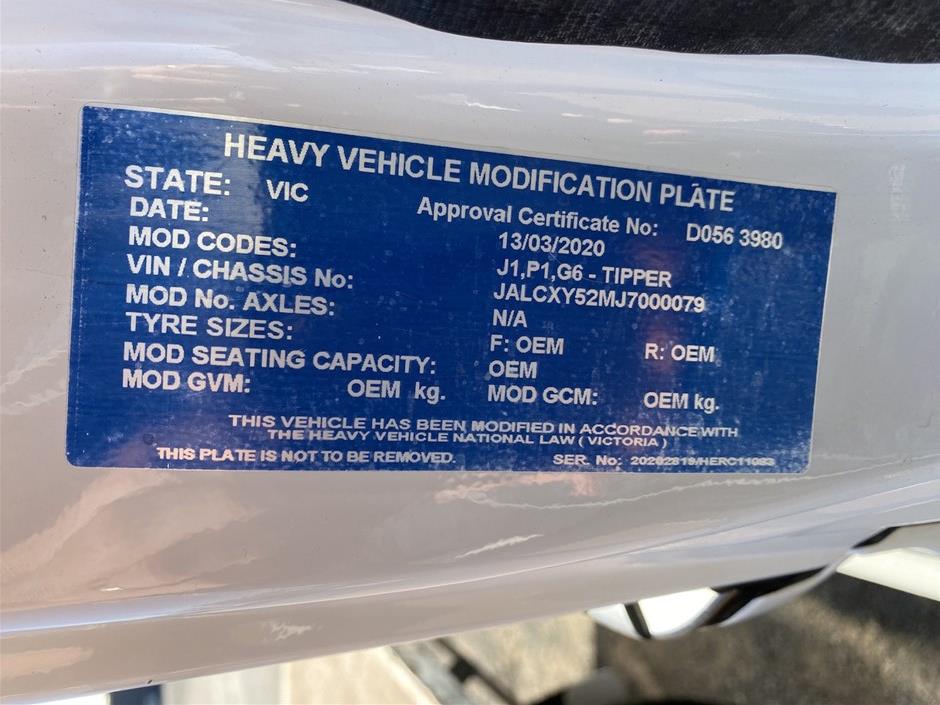 HEAVY VEHICLE MODIFICATION PLATE
STATE: VIC Approval Certificate No: D056 3980
DATE: 13/03/2020
MOD CODES: J1,P1,G6 - TIPPER
VIN / CHASSIS No: JALCXY52MJ7000079
MOD No. AXLES: N/A
TYRE SIZES: F: OEM R: OEM
MOD SEATING CAPACITY: OEM
MOD GVM: OEM kg. MOD GCM: OEM kg.
THIS VEHICLE HAS BEEN MODIFIED IN ACCORDANCE WITH
THE HEAVY VEHICLE NATIONAL LAW ( VICTORIA )
THIS PLATE IS NOT TO BE REMOVED. SER. No: